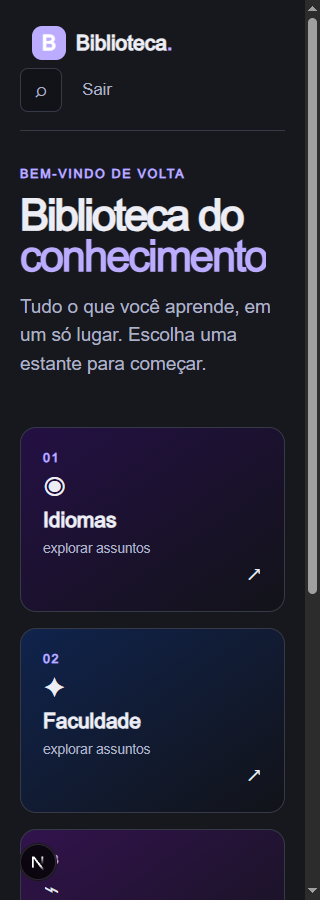 B Biblioteca.
Sair
BEM-VINDO DE VOLTA
Biblioteca do
conhecimento
Tudo o que você aprende, em
um só lugar. Escolha uma
estante para começar.
01
Idiomas
explorar assuntos
02
Faculdade
explorar assuntos
N